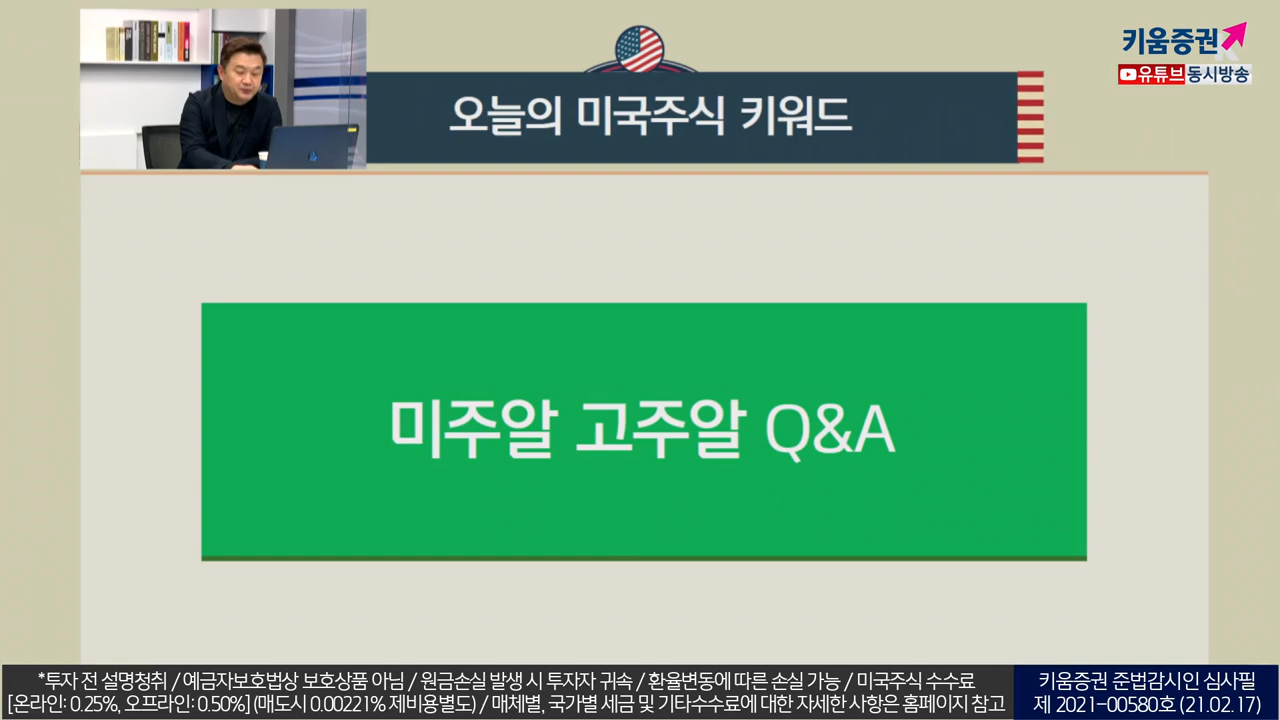 키움증권
유튜브동시방송
오늘의 미국주식 키워드
미주알 고주알 Q&A
*투자 전 설명청취 / 예금자보호법상 보호상품 아님 / 원금손실 발생 시 투자자 귀속 / 환율변동에 따른 손실 가능 / 미국주식 수수료
[온라인: 0.25%, 오프라인: 0.50%] (매도시 0.00221% 제비용별도) / 매체별, 국가별 세금 및 기타수수료에 대한 자세한 사항은 홈페이지 참고
키움증권 준법감시인 심사필
제 2021-00580호 (21.02.17)